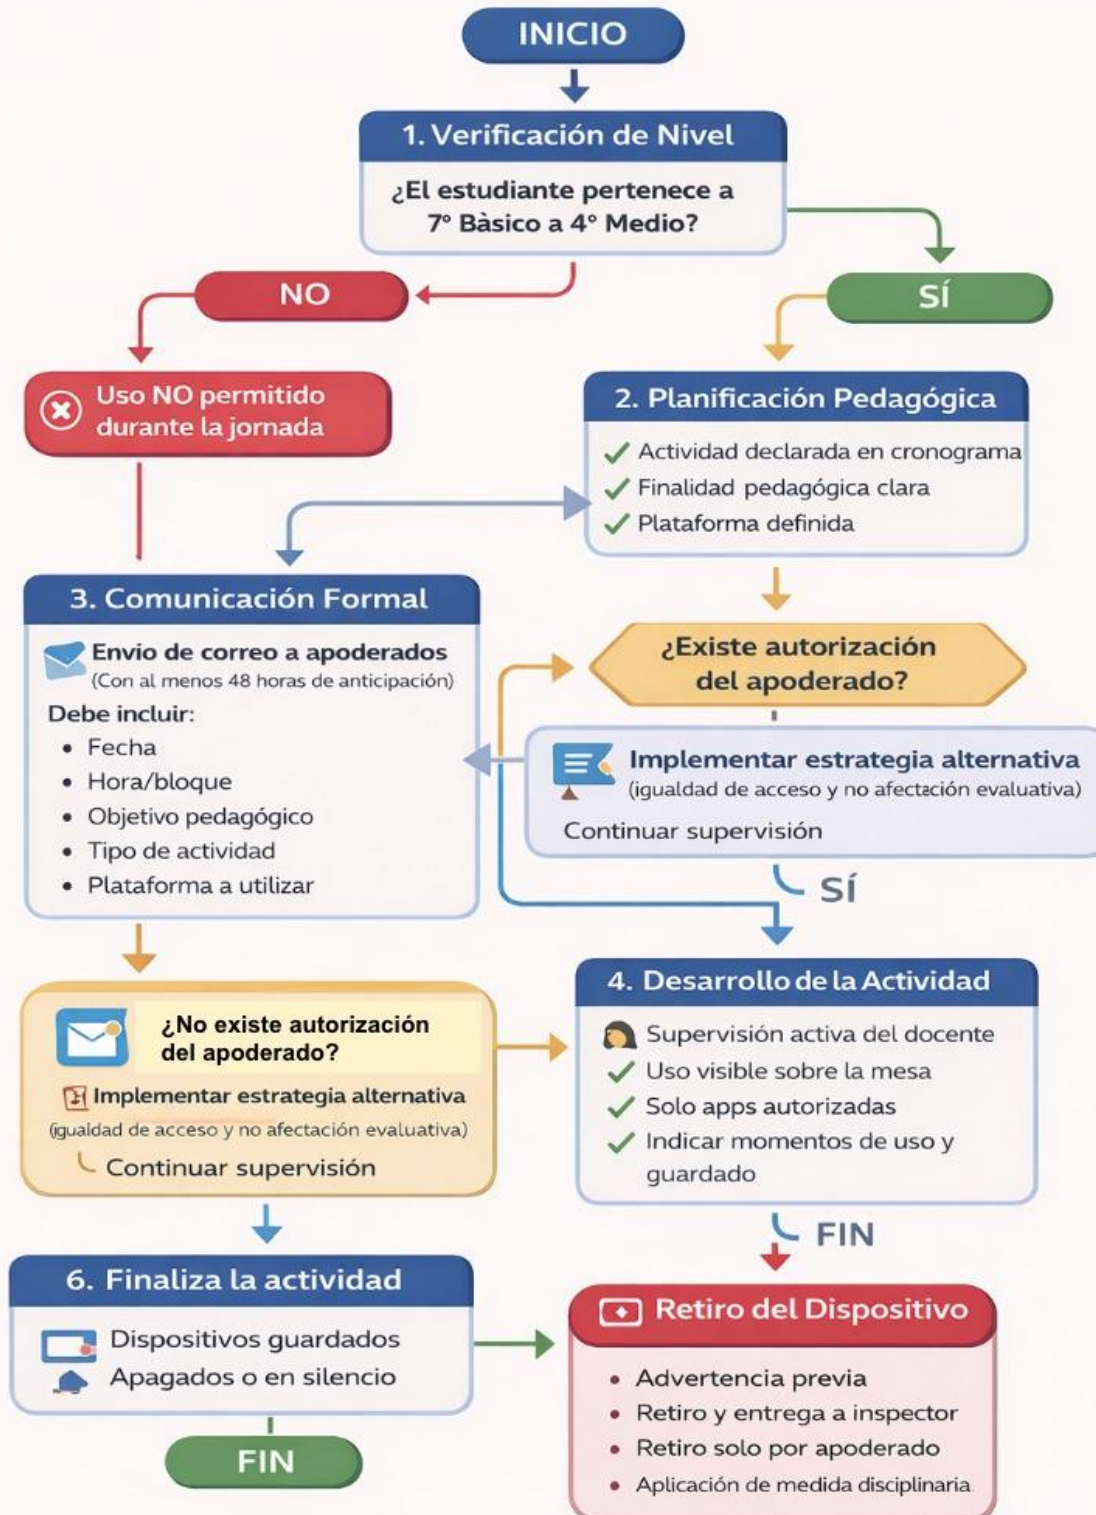 INICIO
1. Verificación de Nivel
¿El estudiante pertenece a
7° Bàsico a 4° Medio?
NO
SÍ
Uso NO permitido
durante la jornada
2. Planificación Pedagógica
Actividad declarada en cronograma
Finalidad pedagógica clara
Plataforma definida
3. Comunicación Formal
Envio de correo a apoderados
(Con al menos 48 horas de anticipación)
Debe incluir:
• Fecha
• Hora/bloque
• Objetivo pedagógico
• Tipo de actividad
• Plataforma a utilizar
¿Existe autorización
del apoderado?
Implementar estrategia alternativa
(igualdad de acceso y no afectación evaluativa)
Continuar supervisión
SÍ
¿No existe autorización
del apoderado?
Implementar estrategia alternativa
(igualdad de acceso y no afectación evaluativa)
Continuar supervisión
4. Desarrollo de la Actividad
Supervisión activa del docente
Uso visible sobre la mesa
Solo apps autorizadas
Indicar momentos de uso y
guardado
FIN
6. Finaliza la actividad
Dispositivos guardados
Apagados o en silencio
FIN
Retiro del Dispositivo
• Advertencia previa
• Retiro y entrega a inspector
• Retiro solo por apoderado
• Aplicación de medida disciplinaria.